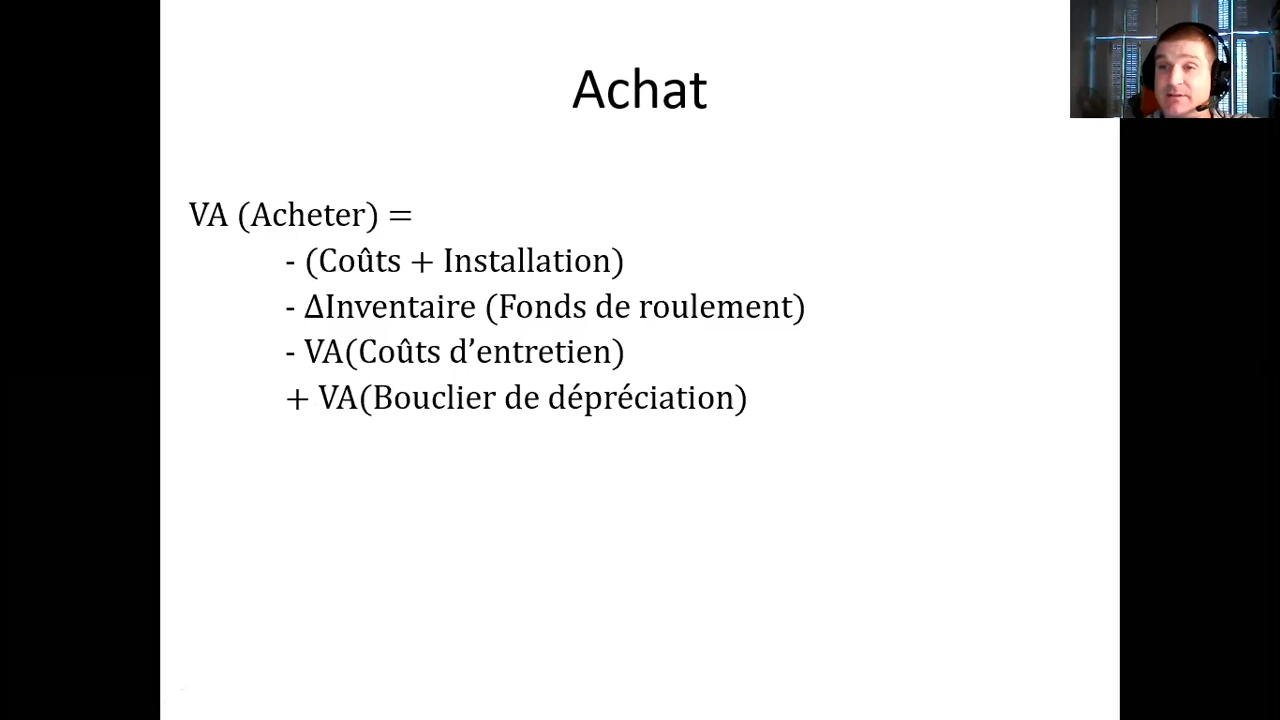 Achat
VA (Acheter) =
- (Coûts + Installation)
- ΔInventaire (Fonds de roulement)
- VA(Coûts d’entretien)
+ VA(Bouclier de dépréciation)